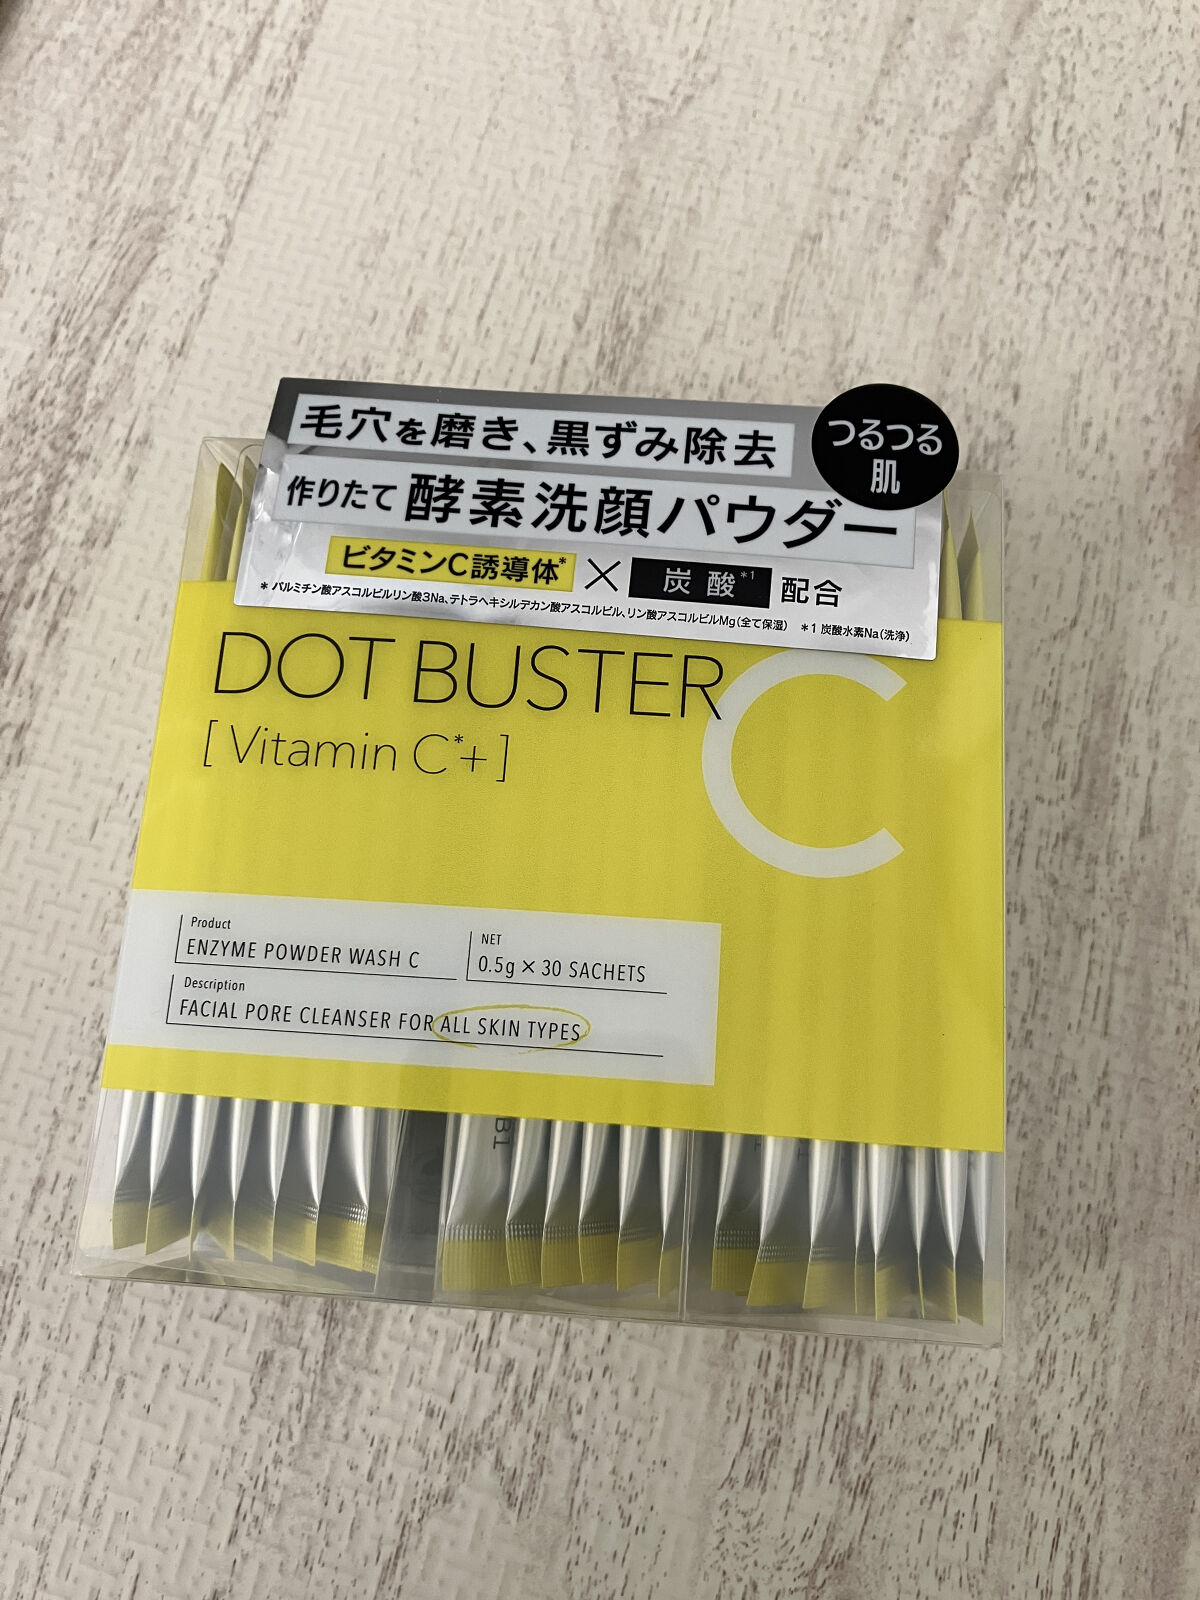 毛穴を磨き、黒ずみ除去
つるつる
肌
作りたて 酵素洗顔パウダー
ビタミンC誘導体* × 炭酸*1 配合
* パルミチン酸アスコルビルリン酸3Na、テトラヘキシルデカン酸アスコルビル、リン酸アスコルビルMg(全て保湿) *1 炭酸水素Na(洗浄)
DOT BUSTER C
[ Vitamin C*+ ]
Product
ENZYME POWDER WASH C
NET
0.5g × 30 SACHETS
Description
FACIAL PORE CLEANSER FOR ALL SKIN TYPES
B1